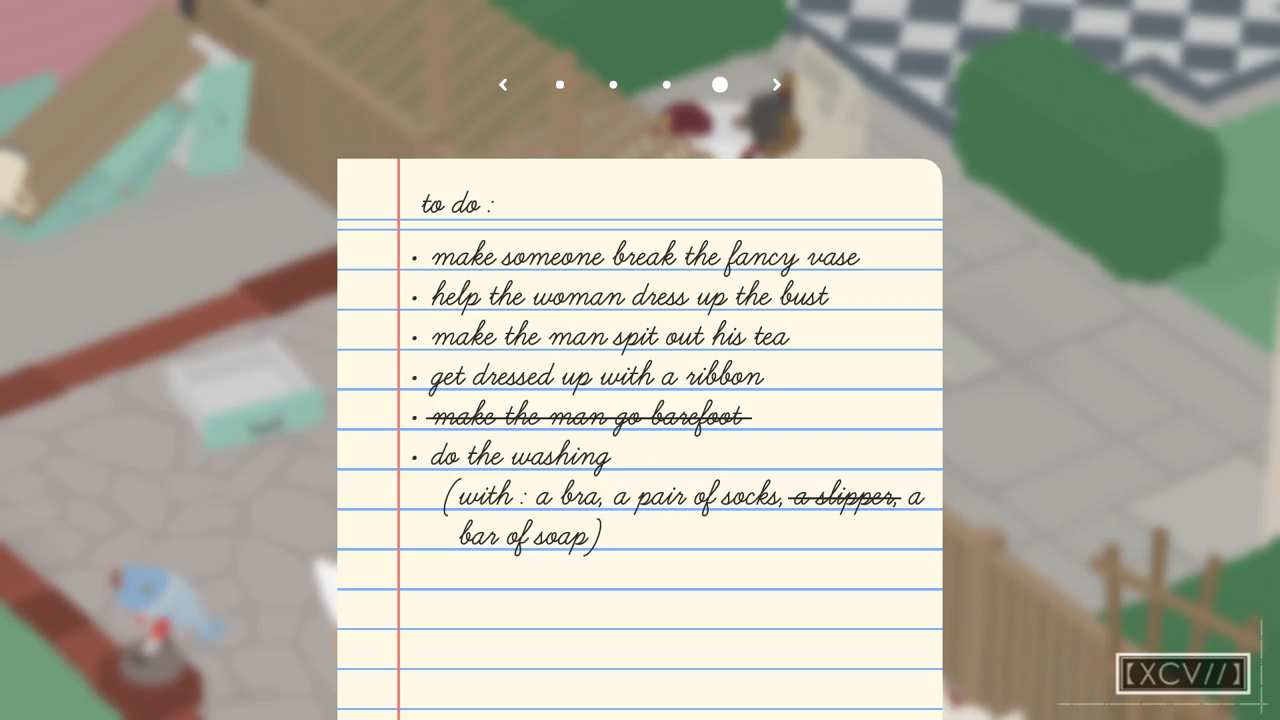 to do :
• make someone break the fancy vase
• help the woman dress up the bust
• make the man spit out his tea
• get dressed up with a ribbon
• make the man go barefoot
• do the washing
(with : a bra, a pair of socks, a slipper, a
bar of soap)
[XCV//]